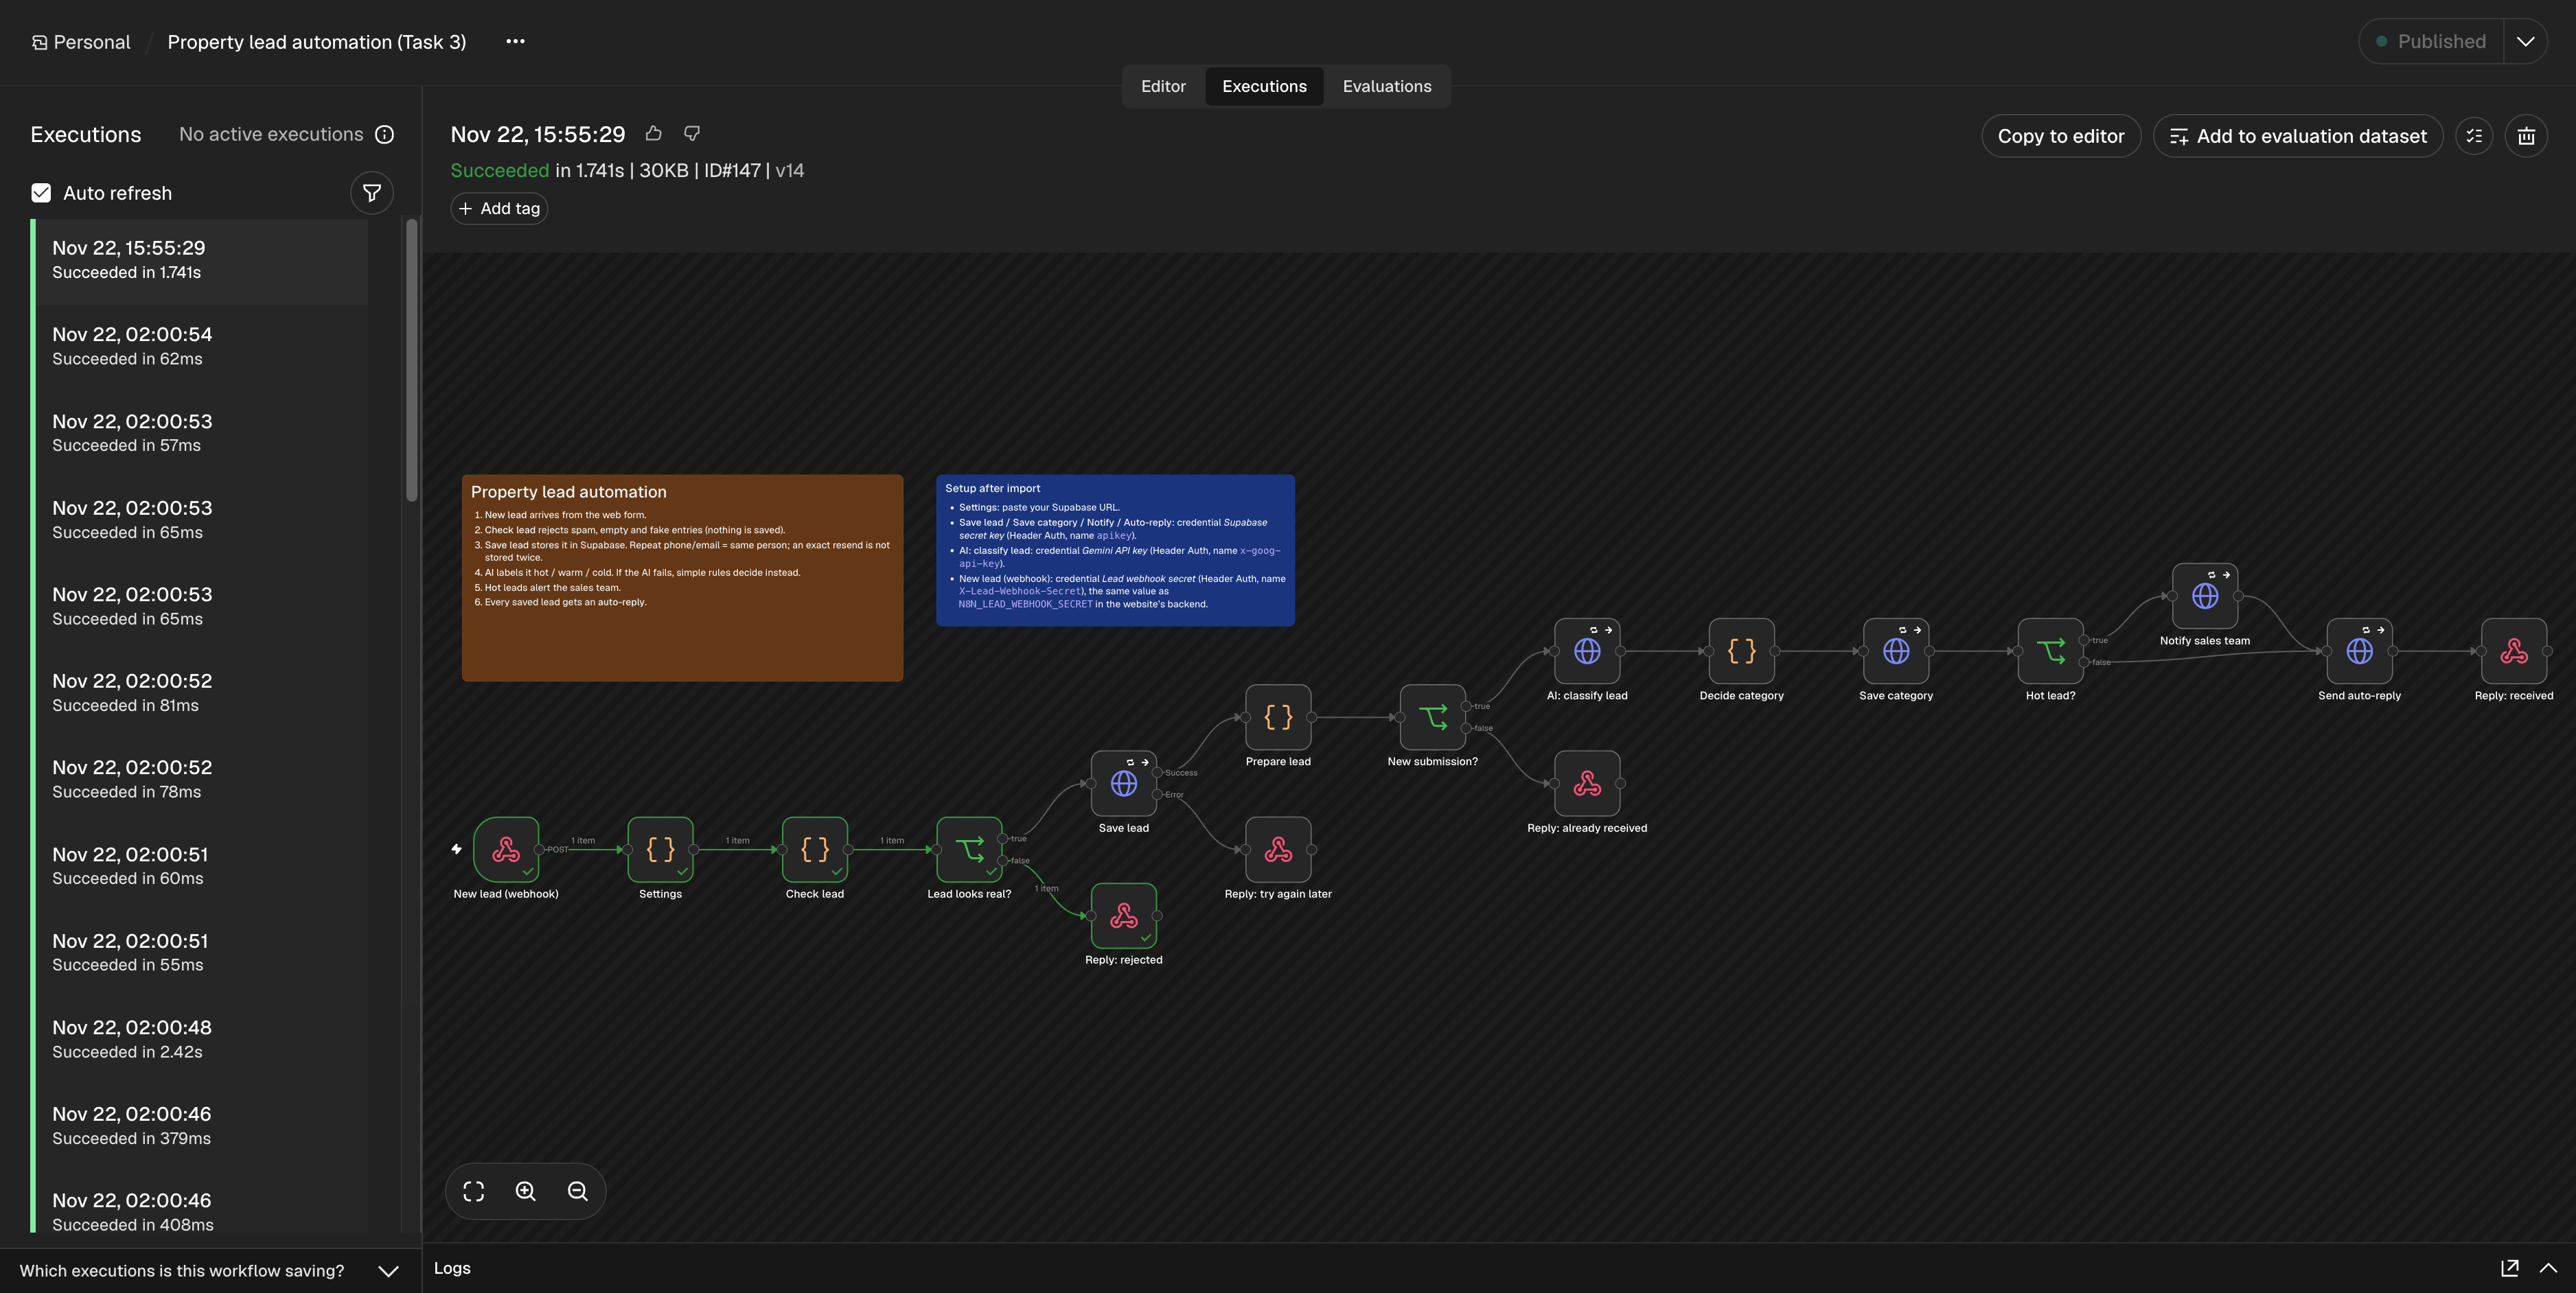 Personal / Property lead automation (Task 3) •••
Published
Editor Executions Evaluations
Executions No active executions
Auto refresh
Nov 22, 15:55:29
Succeeded in 1.741s
Nov 22, 02:00:54
Succeeded in 62ms
Nov 22, 02:00:53
Succeeded in 57ms
Nov 22, 02:00:53
Succeeded in 65ms
Nov 22, 02:00:53
Succeeded in 65ms
Nov 22, 02:00:52
Succeeded in 81ms
Nov 22, 02:00:52
Succeeded in 78ms
Nov 22, 02:00:51
Succeeded in 60ms
Nov 22, 02:00:51
Succeeded in 55ms
Nov 22, 02:00:48
Succeeded in 2.42s
Nov 22, 02:00:46
Succeeded in 379ms
Nov 22, 02:00:46
Succeeded in 408ms
Which executions is this workflow saving?
Nov 22, 15:55:29
Succeeded in 1.741s | 30KB | ID#147 | v14
+ Add tag
Copy to editor
Add to evaluation dataset
Property lead automation
1. New lead arrives from the web form.
2. Check lead rejects spam, empty and fake entries (nothing is saved).
3. Save lead stores it in Supabase. Repeat phone/email = same person; an exact resend is not
stored twice.
4. AI labels it hot / warm / cold. If the AI fails, simple rules decide instead.
5. Hot leads alert the sales team.
6. Every saved lead gets an auto-reply.
Setup after import
• Settings: paste your Supabase URL.
• Save lead / Save category / Notify / Auto-reply: credential Supabase
secret key (Header Auth, name apikey).
• AI: classify lead: credential Gemini API key (Header Auth, name x-goog-
api-key).
• New lead (webhook): credential Lead webhook secret (Header Auth, name
X-Lead-Webhook-Secret), the same value as
N8N_LEAD_WEBHOOK_SECRET in the website's backend.
POST
1 item
1 item
1 item
true
false
1 item
New lead (webhook)
Settings
Check lead
Lead looks real?
Reply: rejected
Success
Error
Save lead
Prepare lead
Reply: try again later
true
false
New submission?
Reply: already received
AI: classify lead
Decide category
Save category
true
false
Hot lead?
Notify sales team
Send auto-reply
Reply: received
Logs